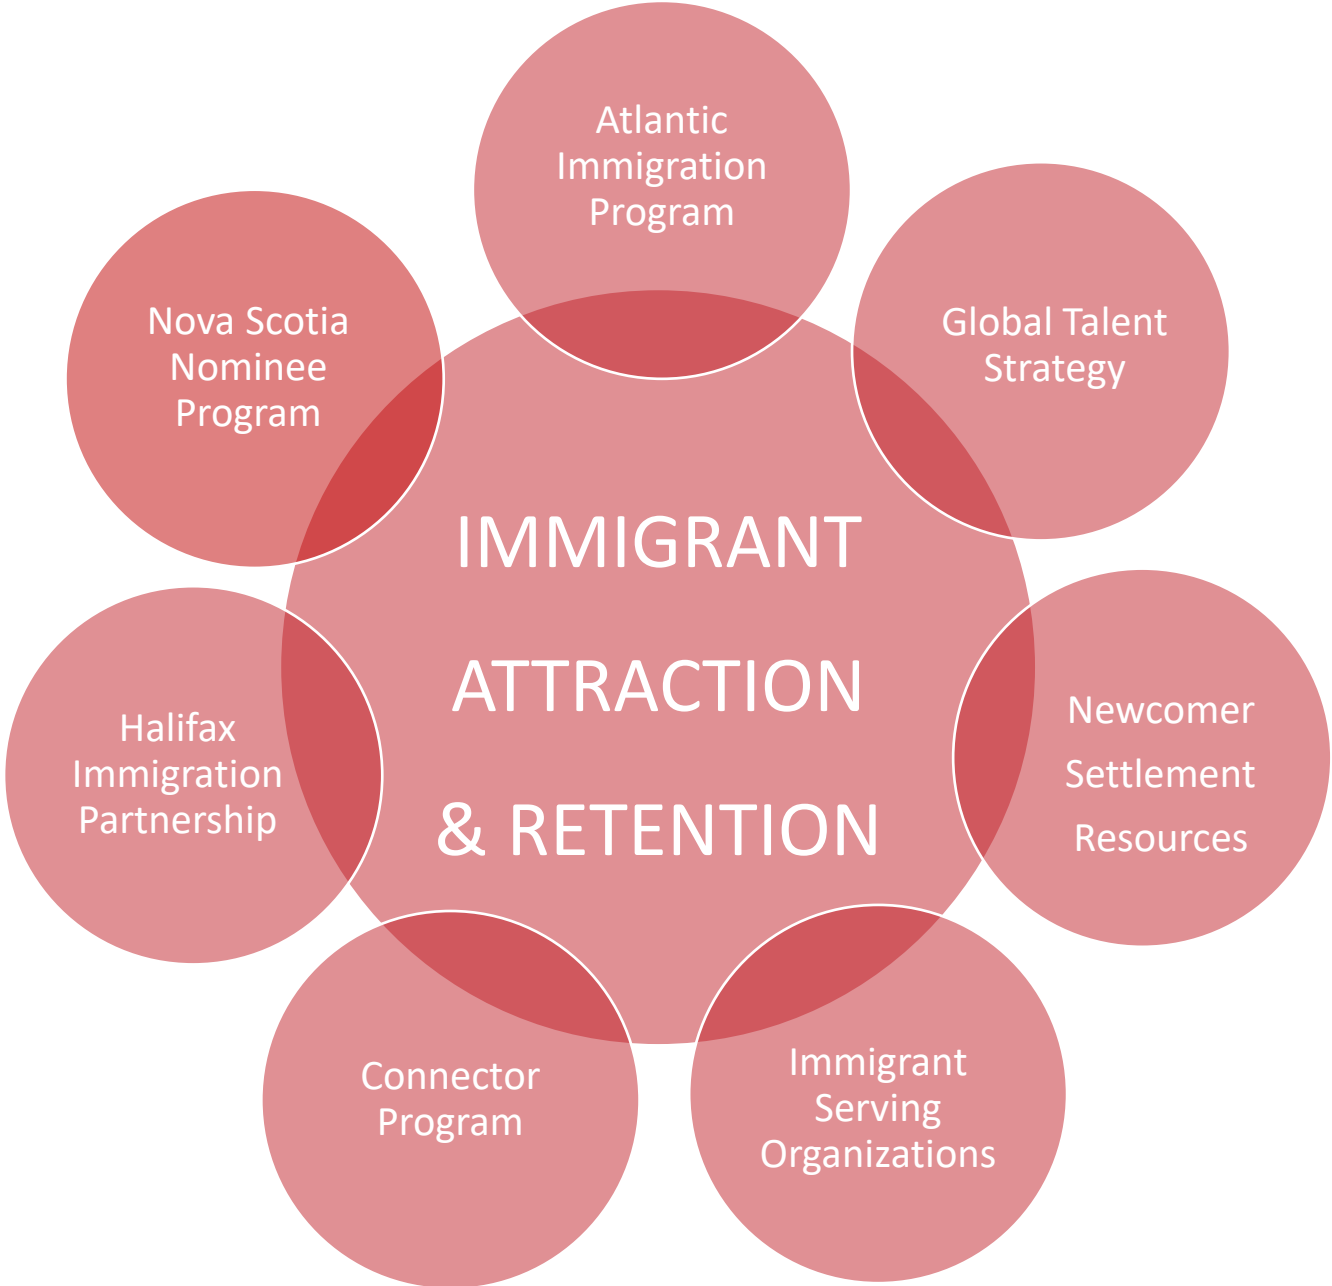 Atlantic
Immigration
Program
Global Talent
Strategy
Newcomer
Settlement
Resources
Immigrant
Serving
Organizations
Connector
Program
Halifax
Immigration
Partnership
Nova Scotia
Nominee
Program
IMMIGRANT
ATTRACTION
& RETENTION